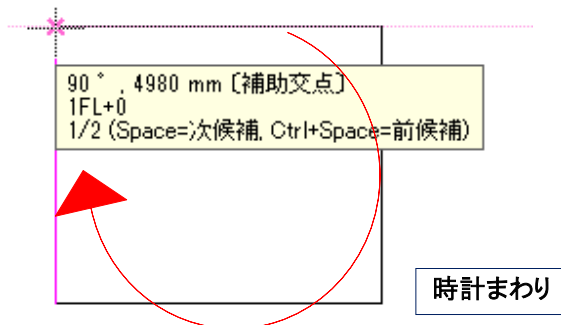 90°, 4980 mm [補助交点]
1FL+0
1/2 (Space=次候補, Ctrl+Space=前候補)
時計まわり